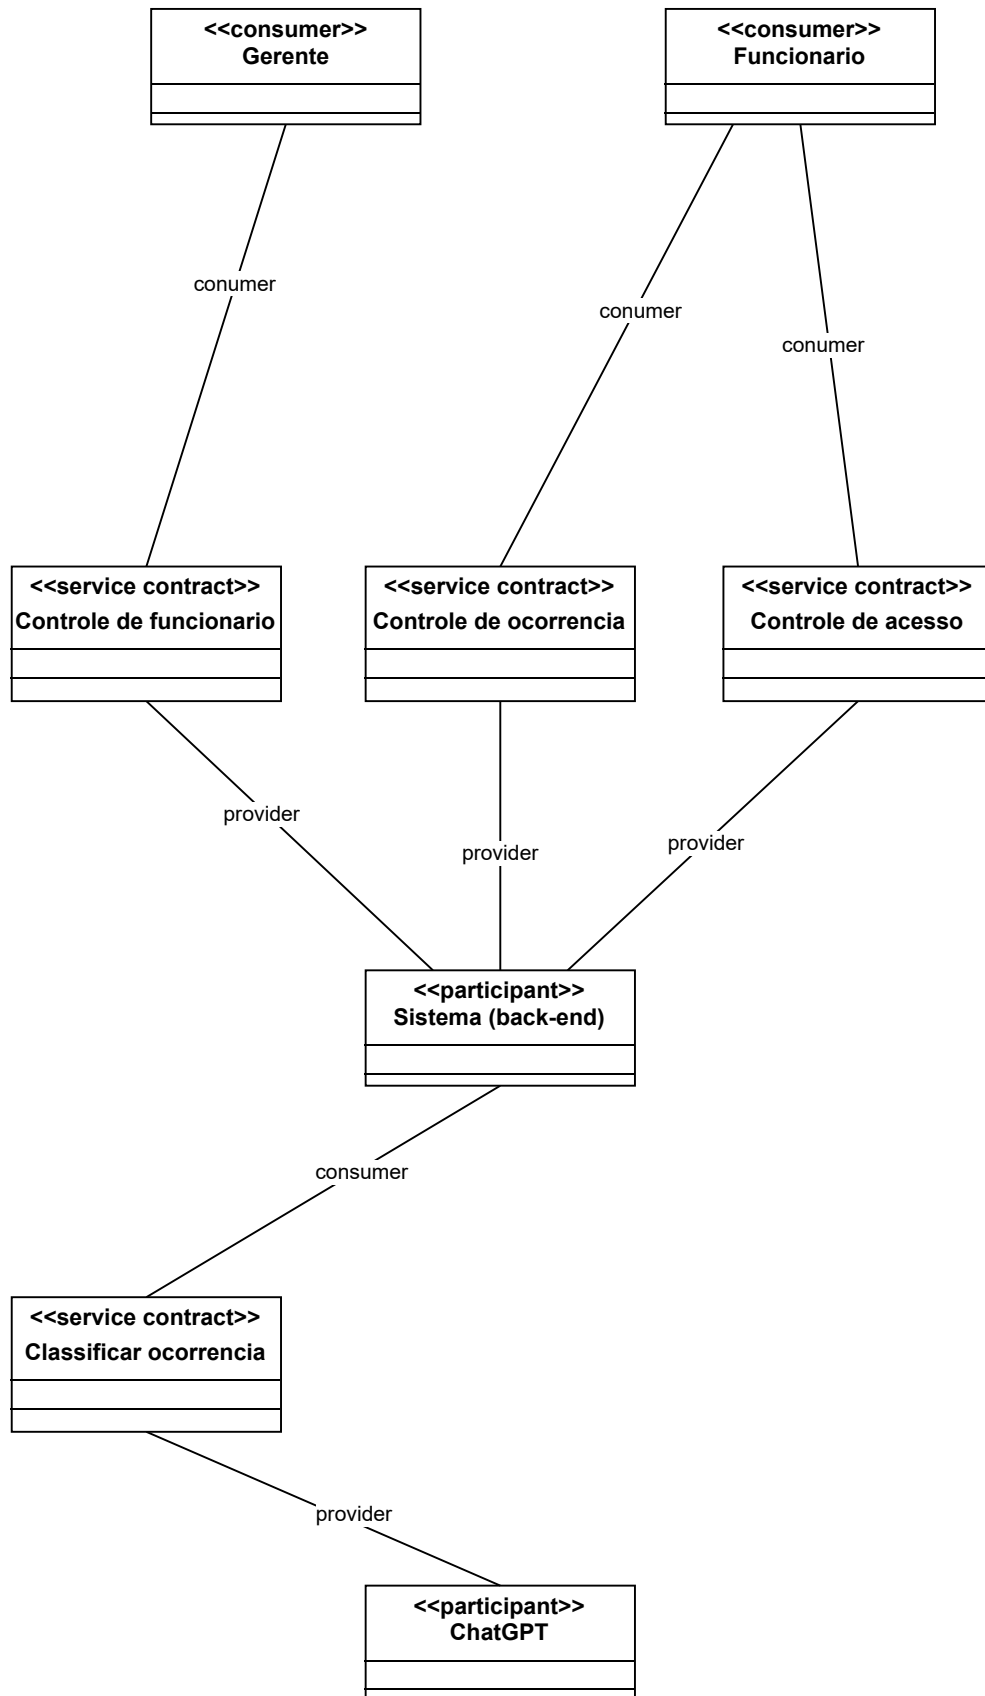 <<consumer>>
Gerente
<<consumer>>
Funcionario
conumer
conumer
conumer
<<service contract>>
Controle de funcionario
<<service contract>>
Controle de ocorrencia
<<service contract>>
Controle de acesso
provider
provider
provider
<<participant>>
Sistema (back-end)
consumer
<<service contract>>
Classificar ocorrencia
provider
<<participant>>
ChatGPT